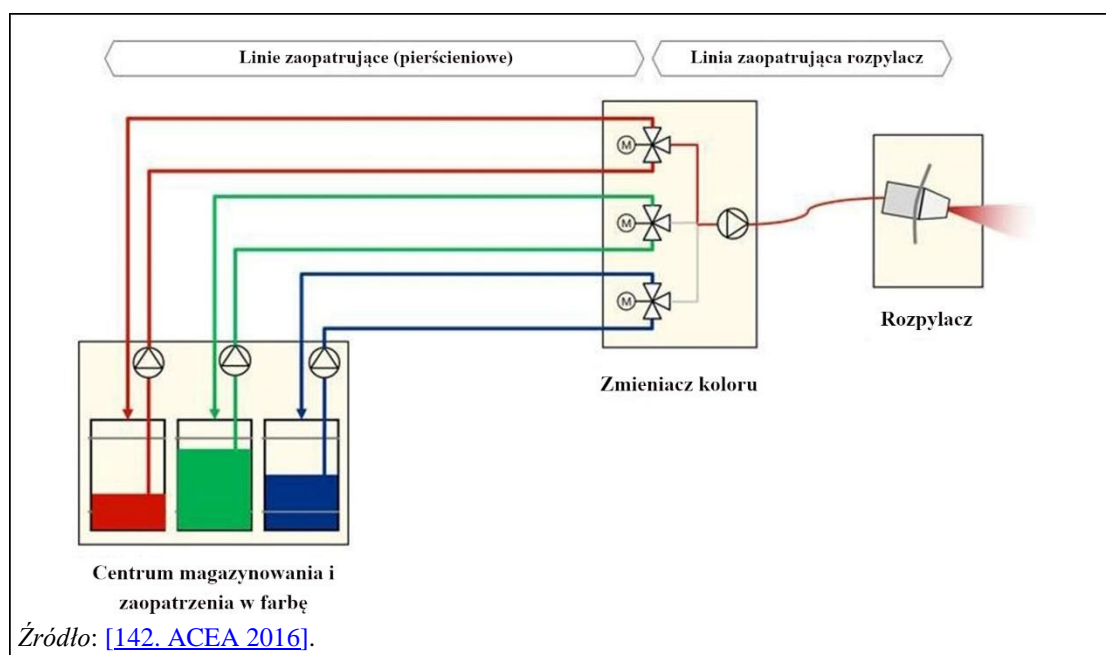 Linie zaopatrujące (pierścieniowe)
Linia zaopatrująca rozpylacz
M
M
M
Rozpylacz
Zmieniacz koloru
Centrum magazynowania i
zaopatrzenia w farbę
Źródło: [142. ACEA 2016].